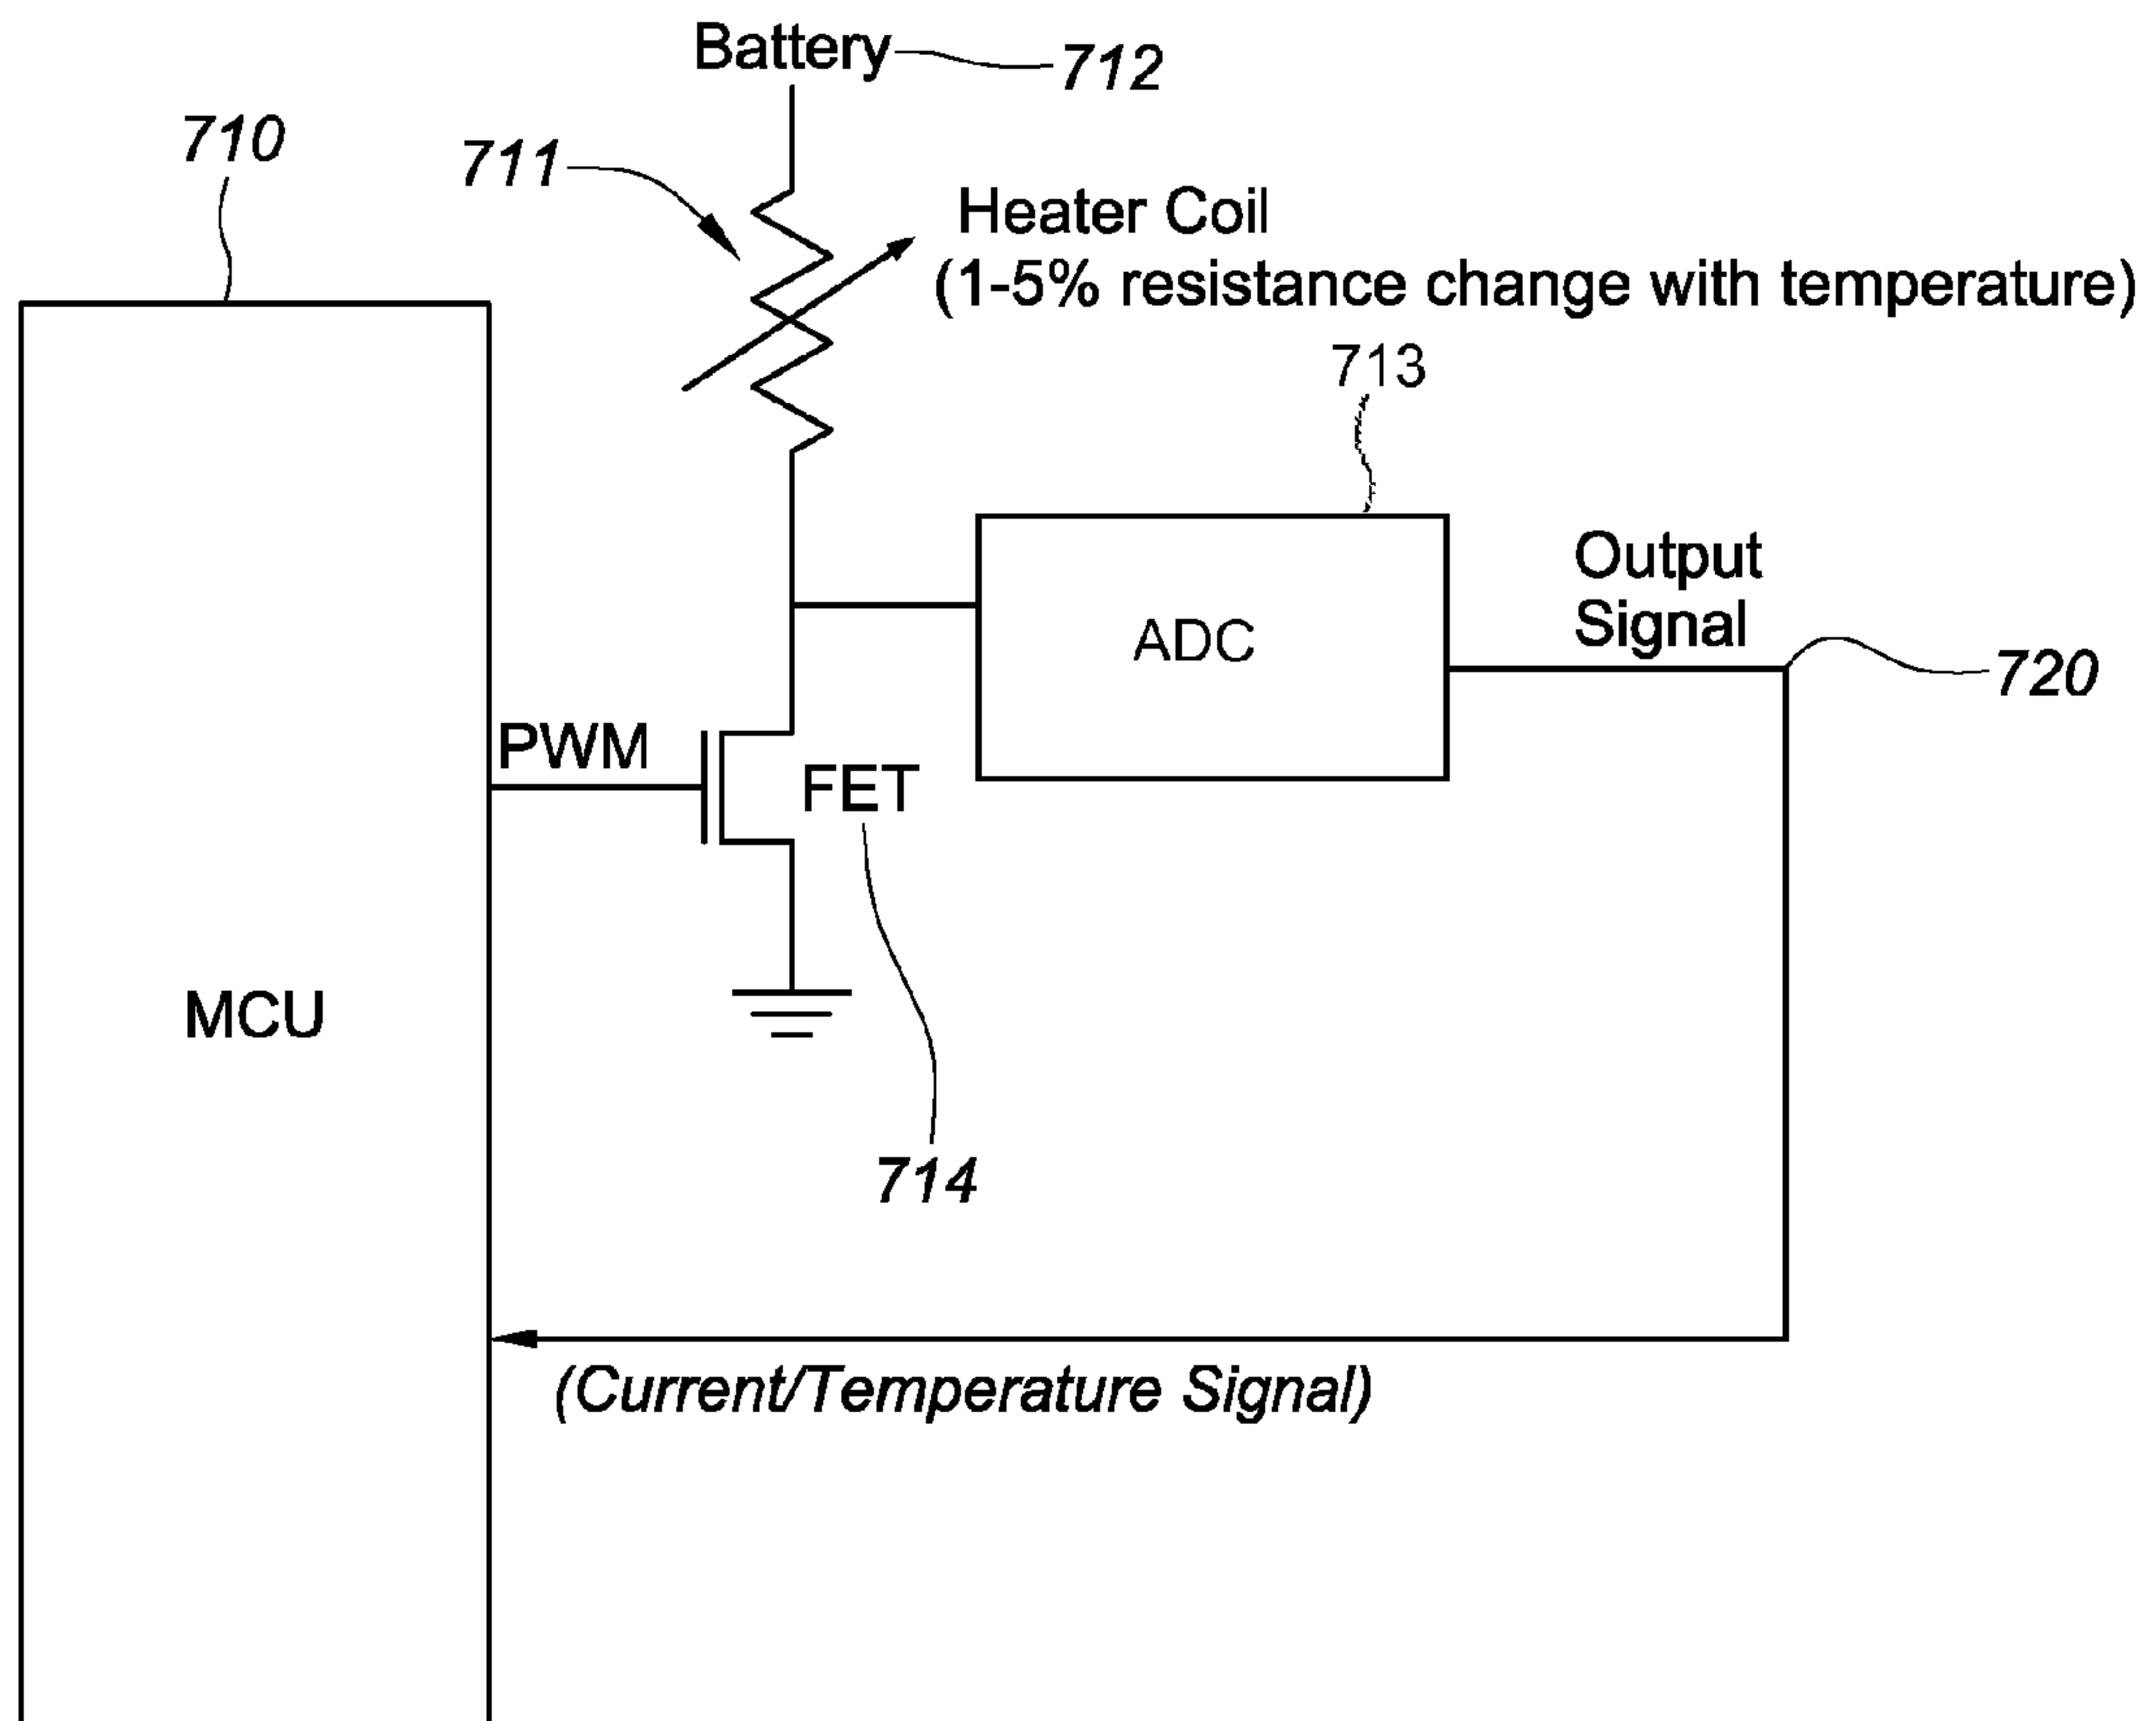 Battery
712
710
711
Heater Coil
(1-5% resistance change with temperature)
713
Output
Signal
ADC
720
PWM
FET
MCU
714
(Current/Temperature Signal)